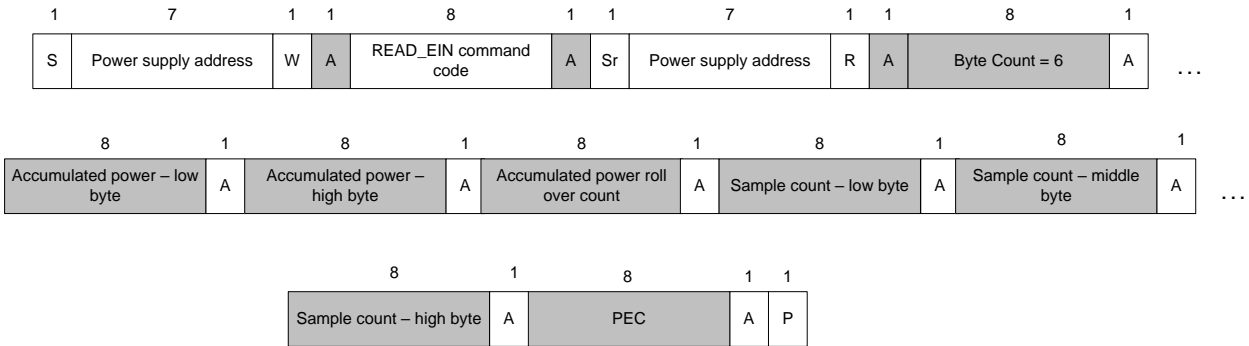 1 7 1 1 8 1 1 7 1 1 8 1
S Power supply address W A READ_EIN command code A Sr Power supply address R A Byte Count = 6 A ...
8 1 8 1 8 1 8 1 8 1
Accumulated power – low byte A Accumulated power – high byte A Accumulated power roll over count A Sample count – low byte A Sample count – middle byte A ...
8 1 8 1 1
Sample count – high byte A PEC A P